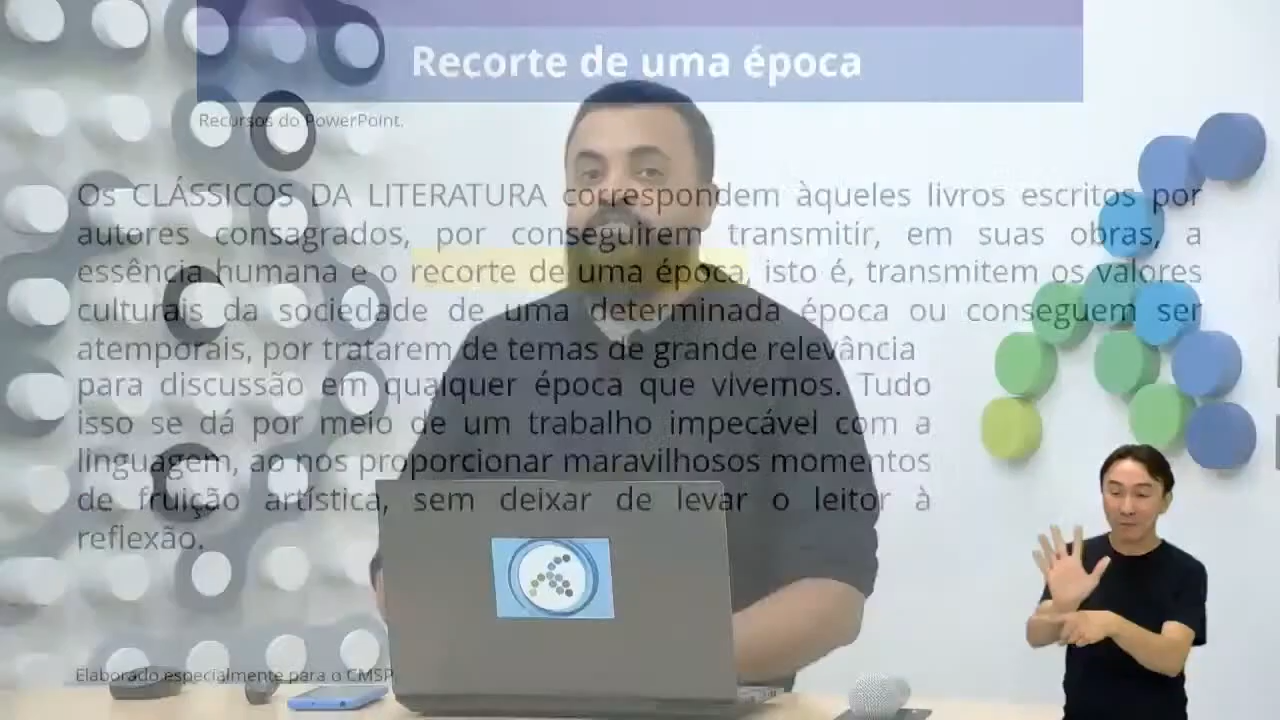 Recorte de uma época
Recursos do PowerPoint.
Os CLÁSSICOS DA LITERATURA correspondem àqueles livros escritos por
autores consagrados, por conseguirem transmitir, em suas obras, a
essência humana e o recorte de uma época, isto é, transmitem os valores
culturais da sociedade de uma determinada época ou conseguem ser
atemporais, por tratarem de temas de grande relevância
para discussão em qualquer época que vivemos. Tudo
isso se dá por meio de um trabalho impecável com a
linguagem, ao nos proporcionar maravilhosos momentos
de fruição artística, sem deixar de levar o leitor à
reflexão.
Elaborado especialmente para o CMSP